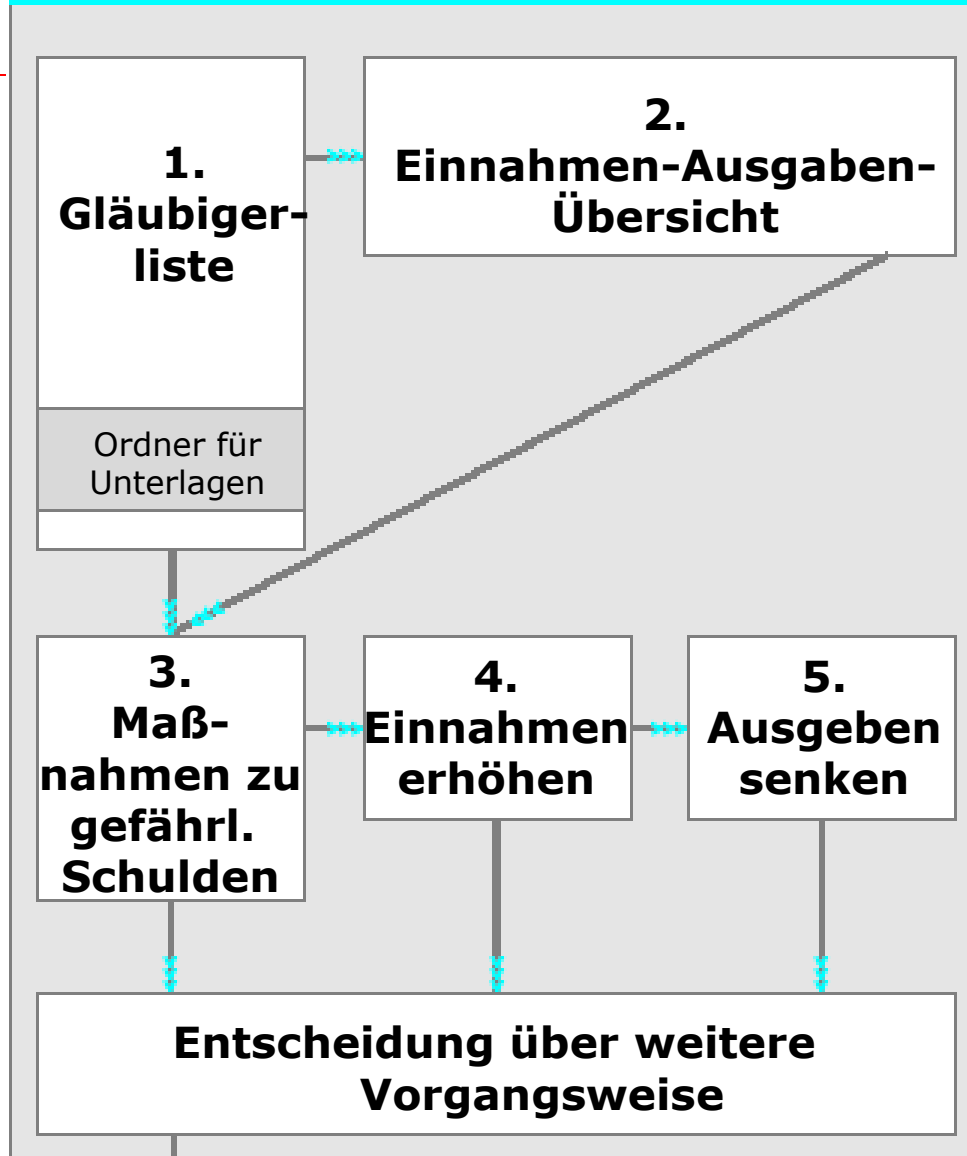 1.
Gläubiger-
liste
Ordner für
Unterlagen
2.
Einnahmen-Ausgaben-
Übersicht
3.
Maß-
nahmen zu
gefährl.
Schulden
4.
Einnahmen
erhöhen
5.
Ausgeben
senken
Entscheidung über weitere
Vorgangsweise